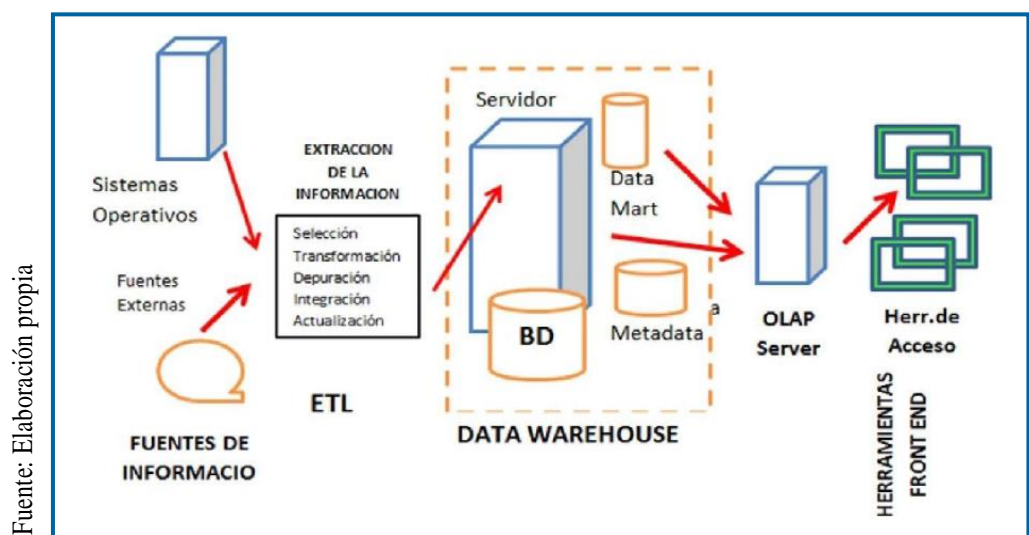 Fuente: Elaboración propia
Sistemas
Operativos
Fuentes
Externas
FUENTES DE
INFORMACIO
EXTRACCION
DE LA
INFORMACION
Selección
Transformación
Depuración
Integración
Actualización
ETL
Servidor
BD
Data
Mart
Metadata
a
DATA WAREHOUSE
OLAP
Server
Herr.de
Acceso
HERRAMIENTAS
FRONT END